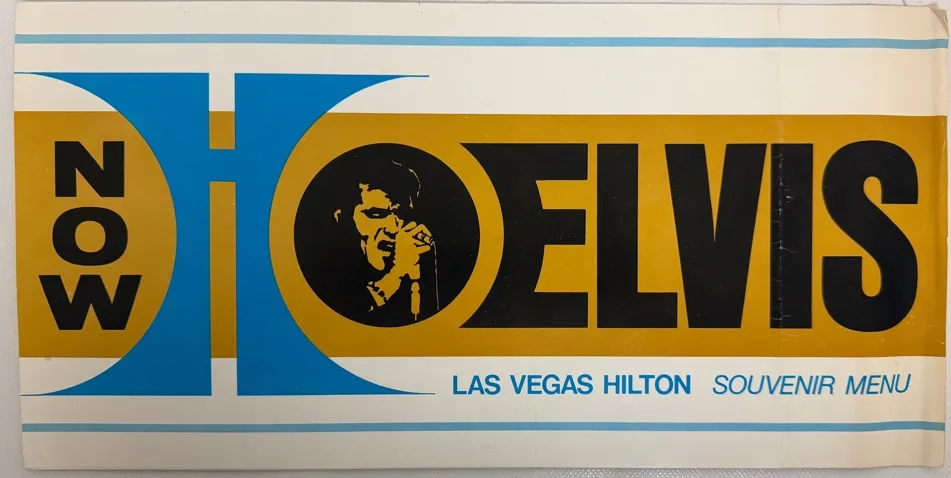 NOW
H
ELVIS
LAS VEGAS HILTON SOUVENIR MENU